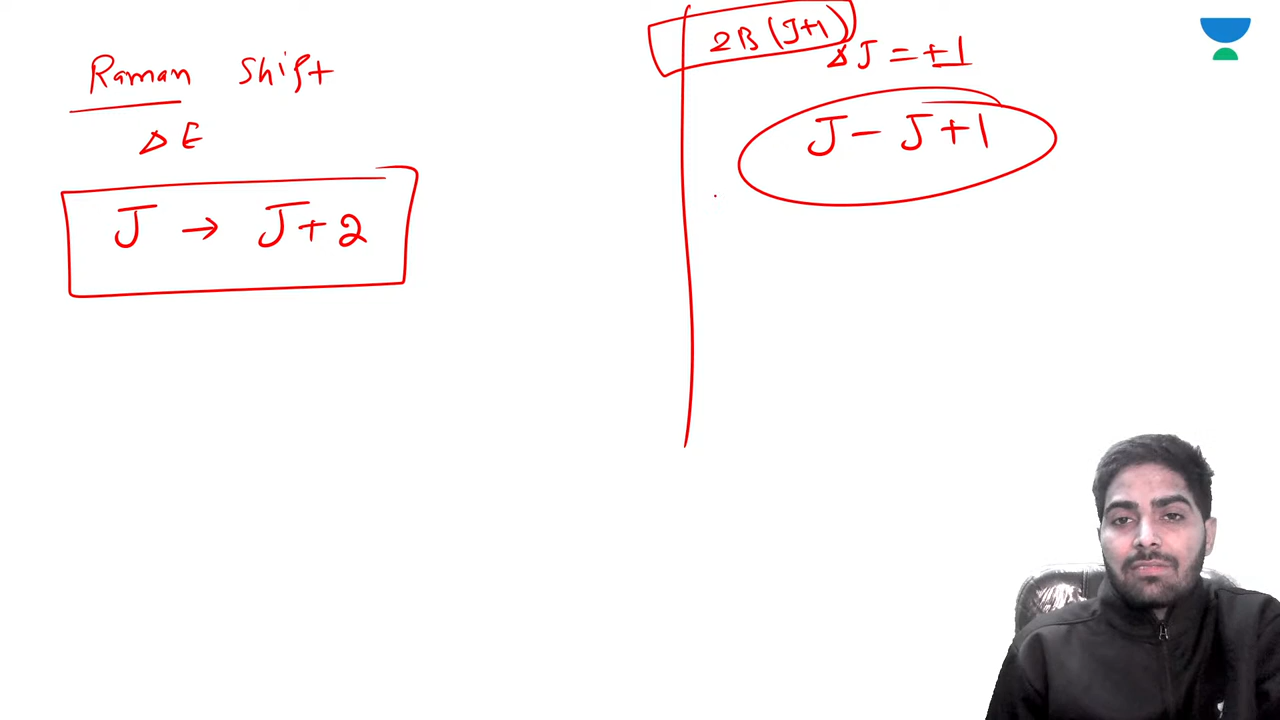 Raman Shift
ΔE
J → J+2
2B(J+1)
ΔJ = ±1
J - J+1